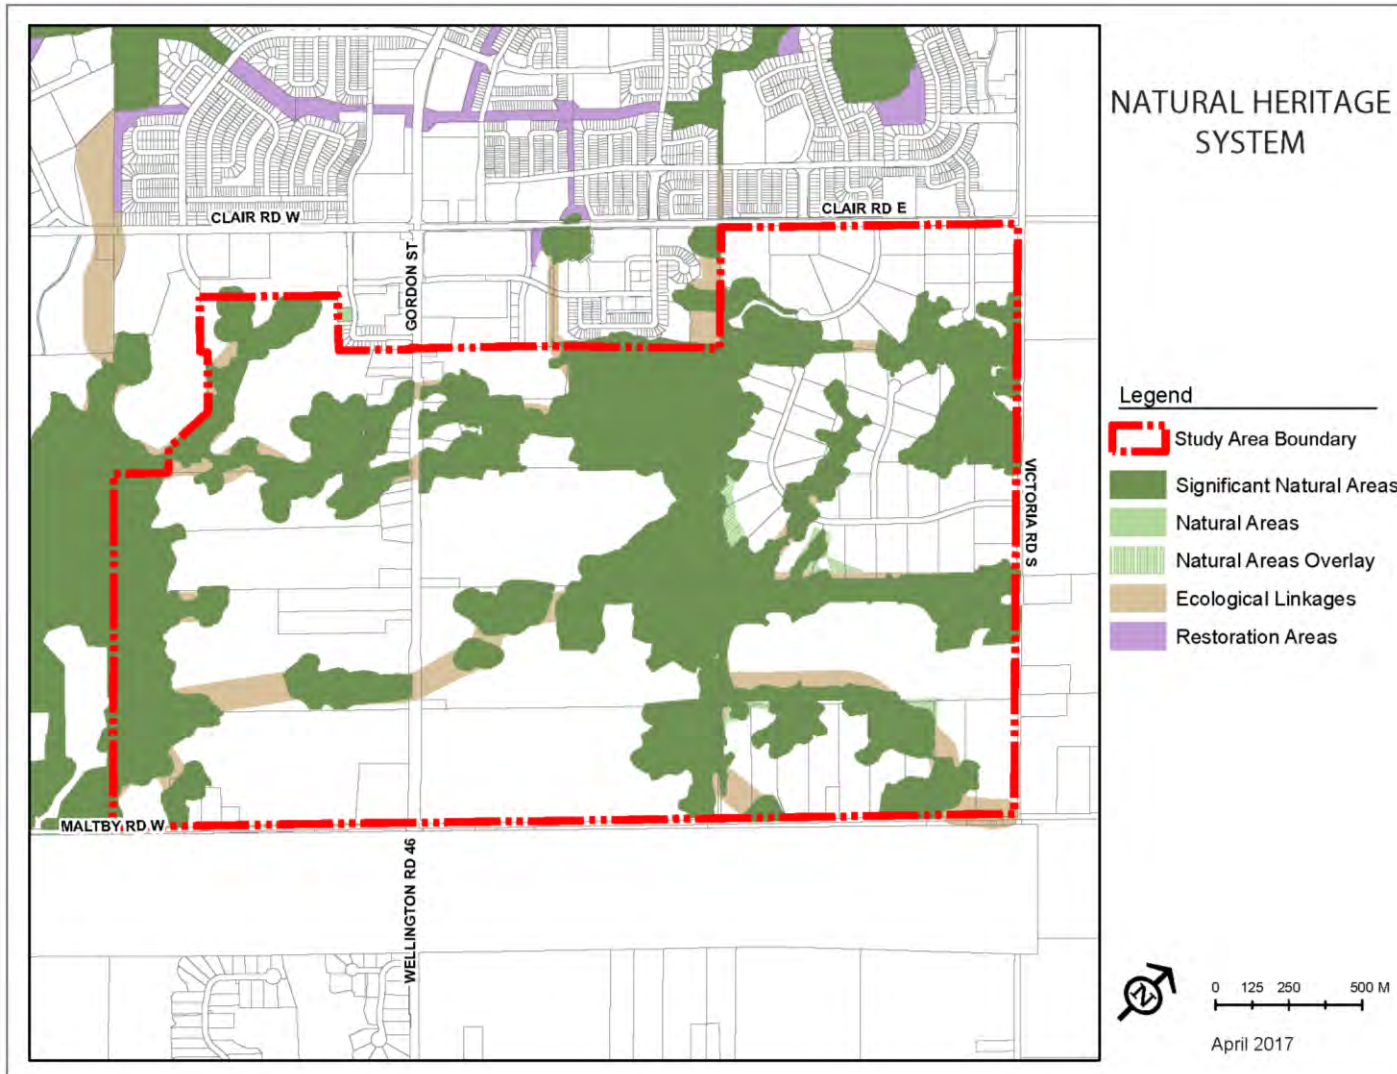 NATURAL HERITAGE
SYSTEM
CLAIR RD W
CLAIR RD E
GORDON ST
VICTORIA RD S
MALTBY RD W
WELLINGTON RD 46
Legend
Study Area Boundary
Significant Natural Areas
Natural Areas
Natural Areas Overlay
Ecological Linkages
Restoration Areas
N
0 125 250 500 M
April 2017